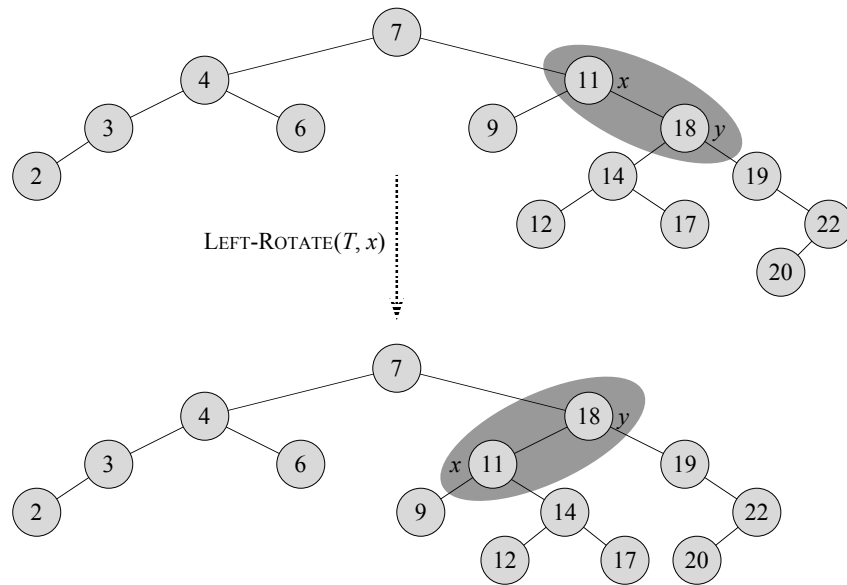 7
4 11 x
3 6 9 18 y
2 14 19
12 17 22
LEFT-ROTATE(T, x)
20
7
4 18 y
3 6 x 11 19
2 9 14 22
12 17 20